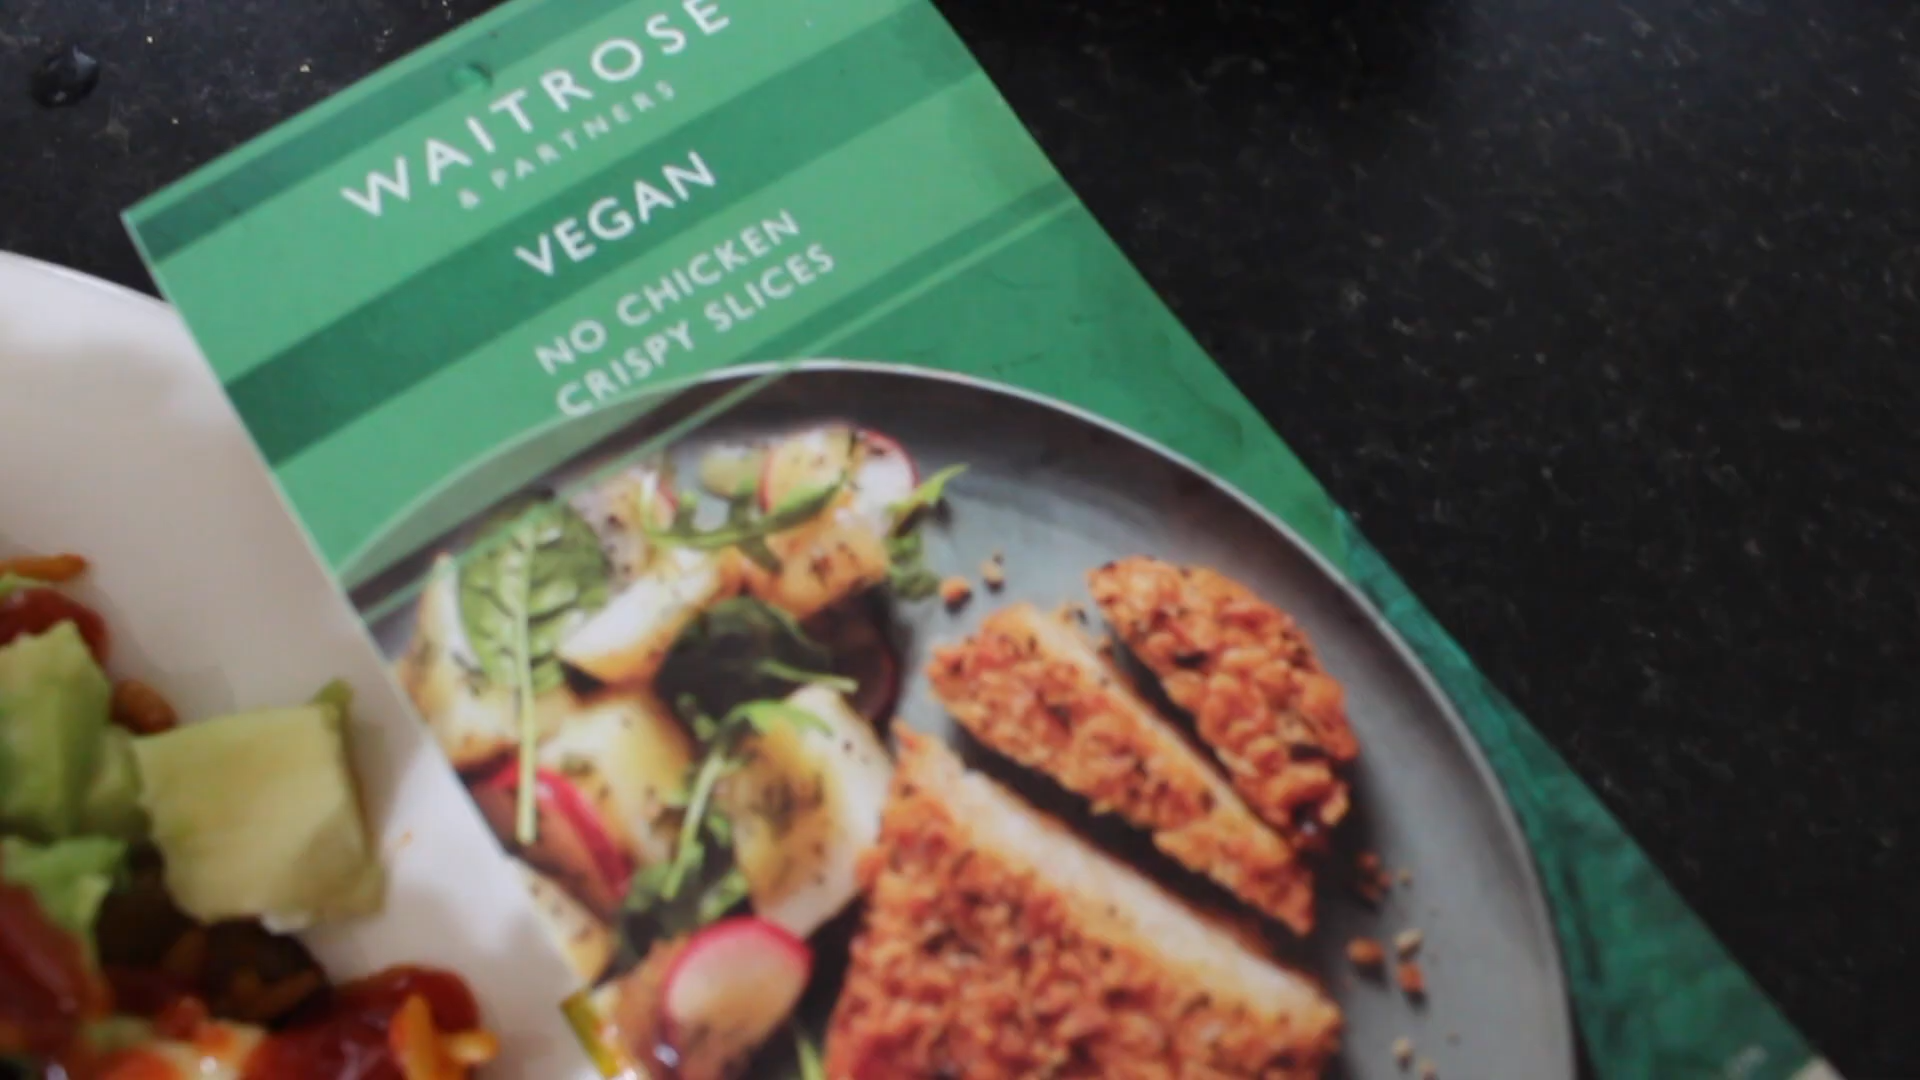 WAITROSE
& PARTNERS
VEGAN
NO CHICKEN
CRISPY SLICES